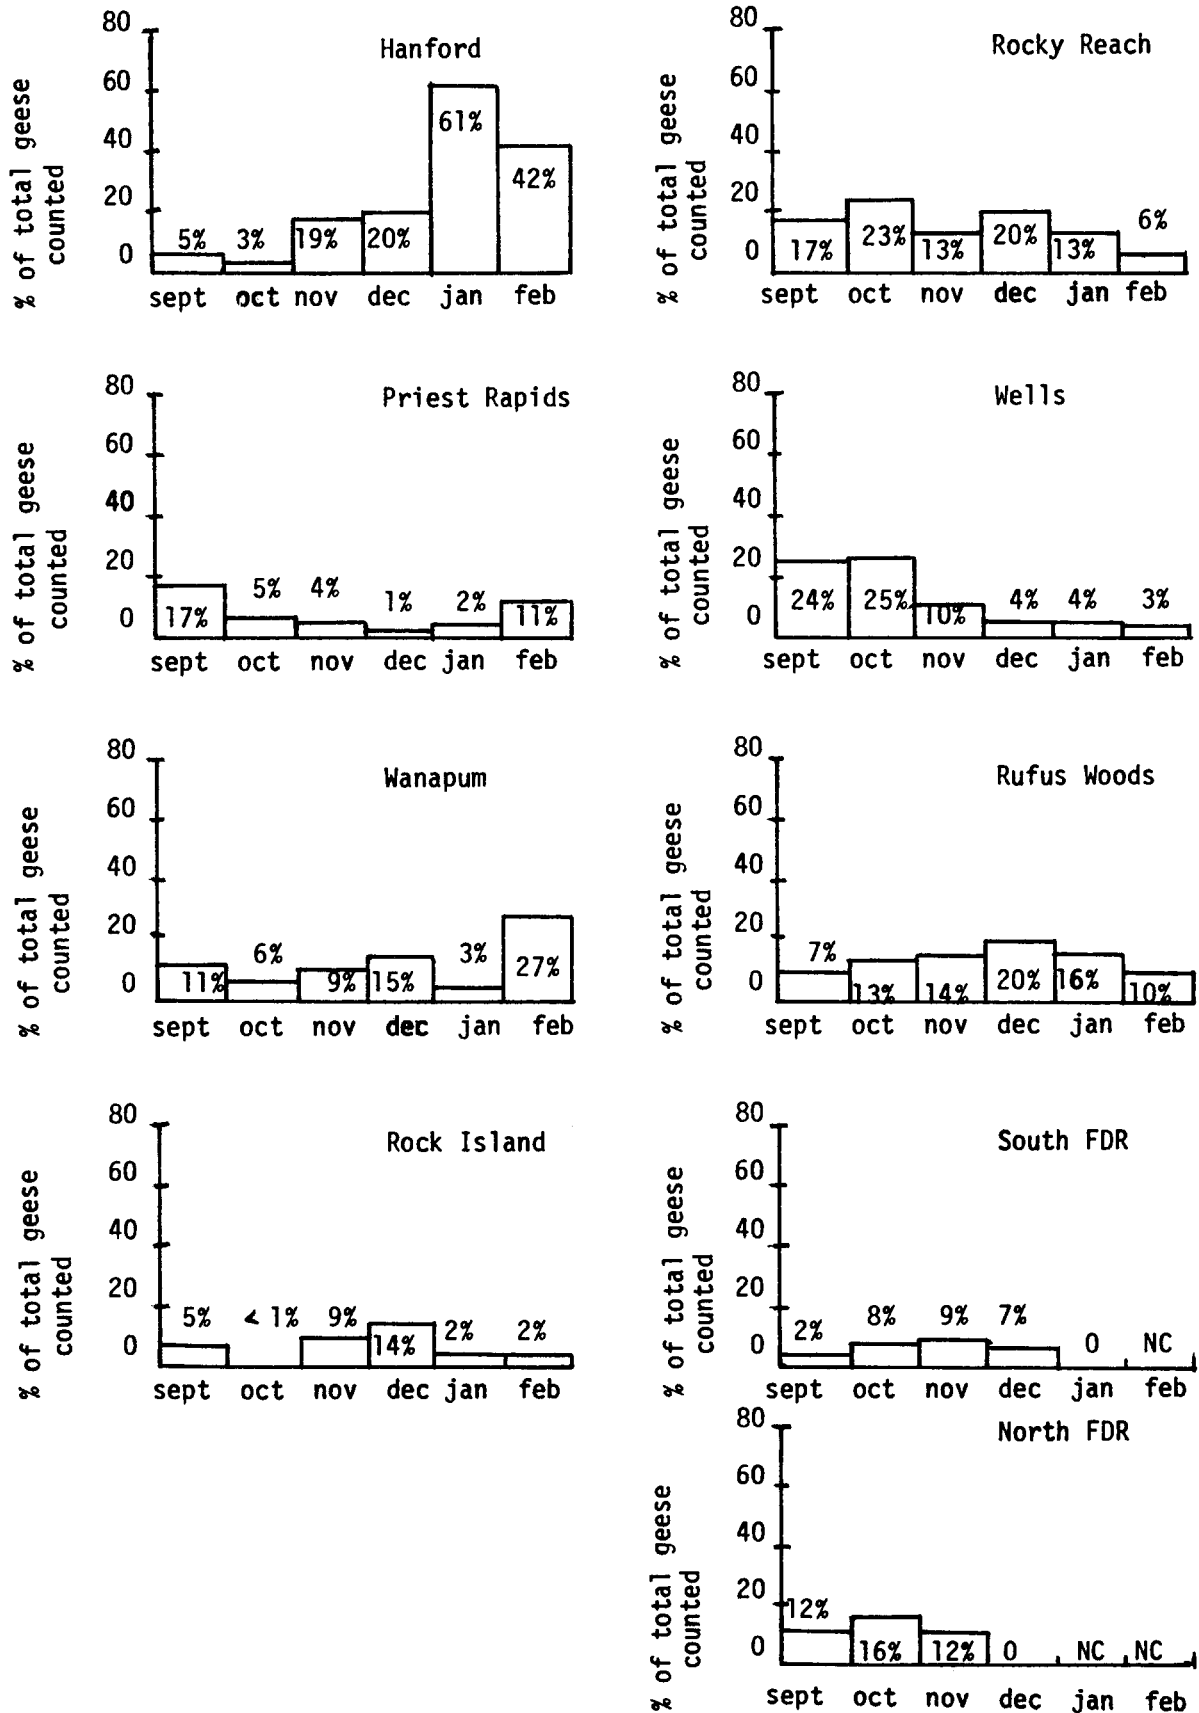 Hanford
% of total geese
counted
80
60
40
20
0
5% 3% 19% 20% 61% 42%
sept oct nov dec jan feb
Rocky Reach
% of total geese
counted
80
60
40
20
0
17% 23% 13% 20% 13% 6%
sept oct nov dec jan feb
Priest Rapids
% of total geese
counted
80
60
40
20
0
17% 5% 4% 1% 2% 11%
sept oct nov dec jan feb
Wells
% of total geese
counted
80
60
40
20
0
24% 25% 10% 4% 4% 3%
sept oct nov dec jan feb
Wanapum
% of total geese
counted
80
60
40
20
0
11% 6% 9% 15% 3% 27%
sept oct nov dec jan feb
Rufus Woods
% of total geese
counted
80
60
40
20
0
7% 13% 14% 20% 16% 10%
sept oct nov dec jan feb
Rock Island
% of total geese
counted
80
60
40
20
0
5% < 1% 9% 14% 2% 2%
sept oct nov dec jan feb
South FDR
% of total geese
counted
80
60
40
20
0
2% 8% 9% 7% 0 NC
sept oct nov dec jan feb
North FDR
% of total geese
counted
80
60
40
20
0
12% 16% 12% 0 NC NC
sept oct nov dec jan feb